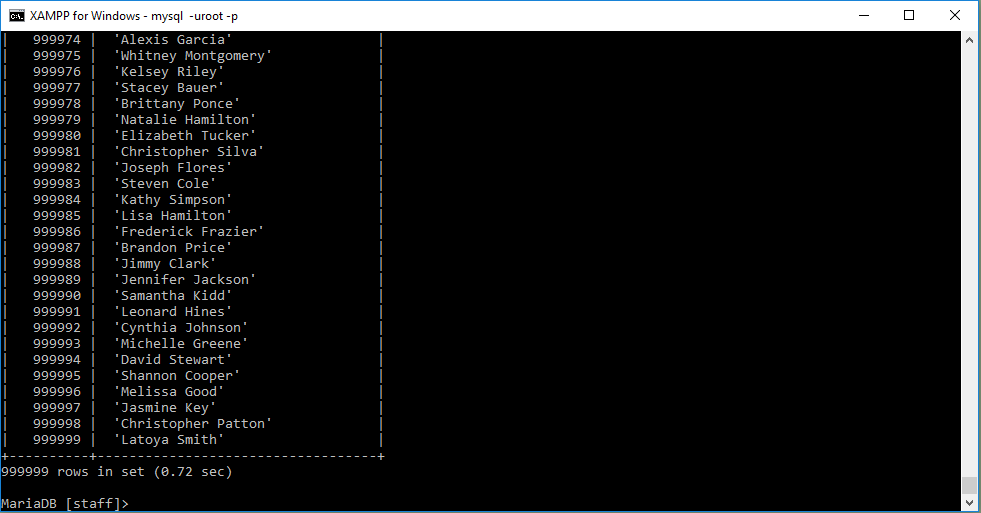 XAMPP for Windows - mysql -uroot -p
| 999974 | 'Alexis Garcia' |
| 999975 | 'Whitney Montgomery' |
| 999976 | 'Kelsey Riley' |
| 999977 | 'Stacey Bauer' |
| 999978 | 'Brittany Ponce' |
| 999979 | 'Natalie Hamilton' |
| 999980 | 'Elizabeth Tucker' |
| 999981 | 'Christopher Silva' |
| 999982 | 'Joseph Flores' |
| 999983 | 'Steven Cole' |
| 999984 | 'Kathy Simpson' |
| 999985 | 'Lisa Hamilton' |
| 999986 | 'Frederick Frazier' |
| 999987 | 'Brandon Price' |
| 999988 | 'Jimmy Clark' |
| 999989 | 'Jennifer Jackson' |
| 999990 | 'Samantha Kidd' |
| 999991 | 'Leonard Hines' |
| 999992 | 'Cynthia Johnson' |
| 999993 | 'Michelle Greene' |
| 999994 | 'David Stewart' |
| 999995 | 'Shannon Cooper' |
| 999996 | 'Melissa Good' |
| 999997 | 'Jasmine Key' |
| 999998 | 'Christopher Patton' |
| 999999 | 'Latoya Smith' |
+----------+-----------------------------------+
999999 rows in set (0.72 sec)
MariaDB [staff]>